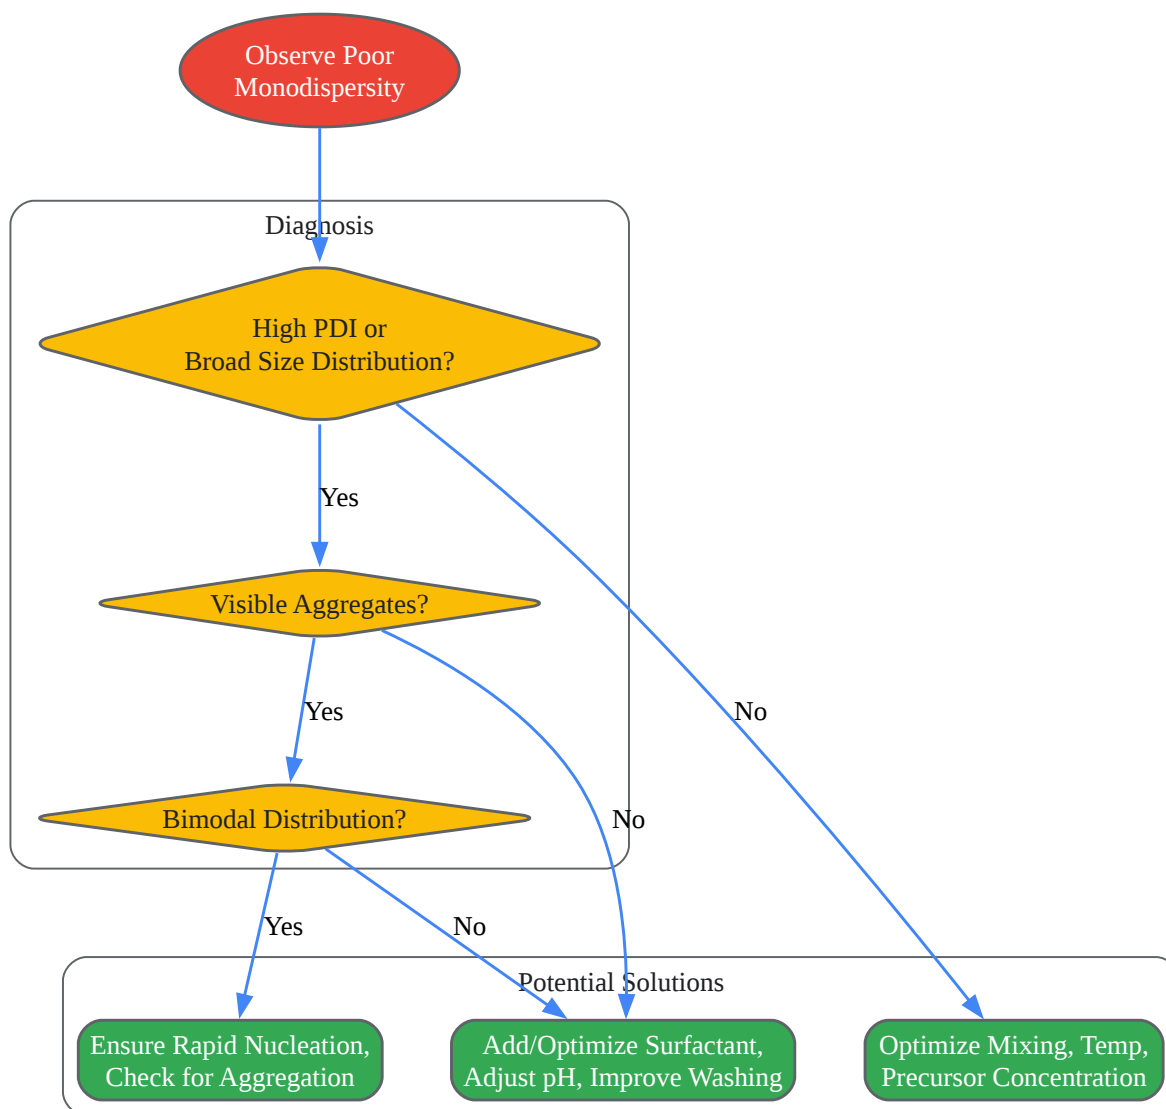 Observe Poor
Monodispersity
Diagnosis
High PDI or
Broad Size Distribution?
Yes
Visible Aggregates?
Yes
No
Bimodal Distribution?
No
Yes
No
Potential Solutions
Ensure Rapid Nucleation,
Check for Aggregation
Add/Optimize Surfactant,
Adjust pH, Improve Washing
Optimize Mixing, Temp,
Precursor Concentration